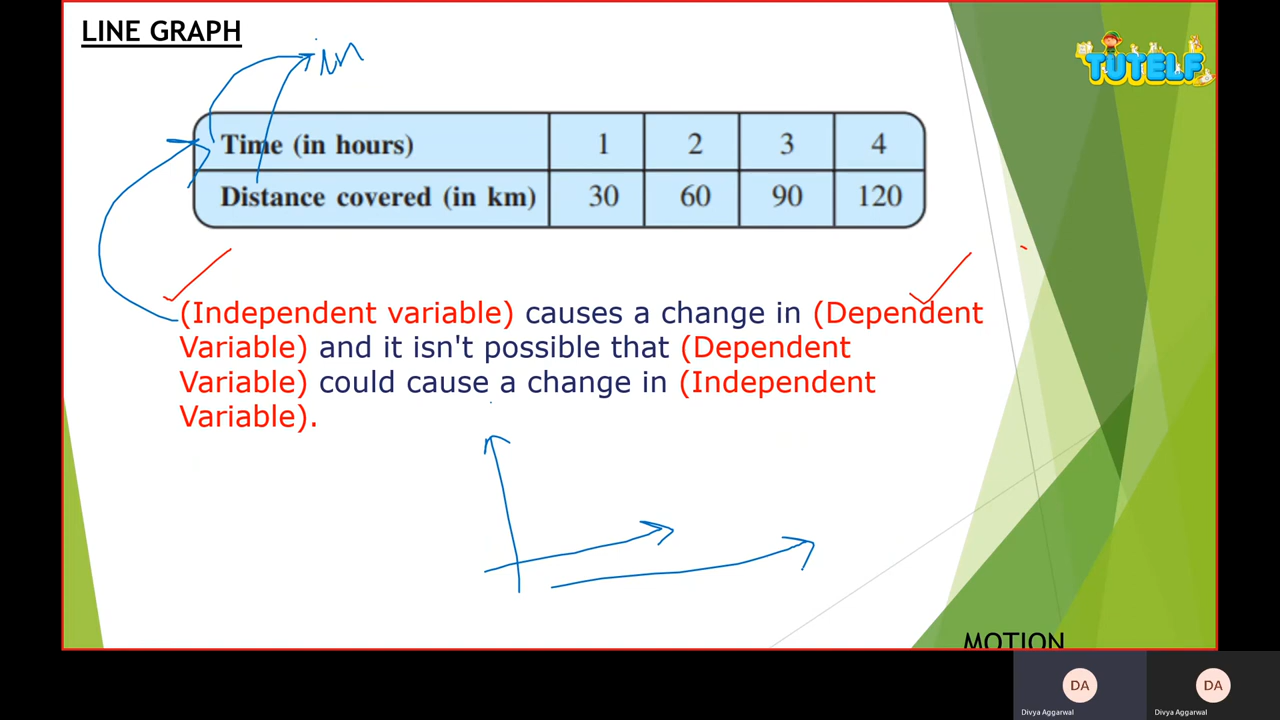 LINE GRAPH
TUTELF
Time (in hours) 1 2 3 4
Distance covered (in km) 30 60 90 120
(Independent variable) causes a change in (Dependent
Variable) and it isn't possible that (Dependent
Variable) could cause a change in (Independent
Variable).
MOTION
DA DA
Divya Aggarwal Divya Aggarwal